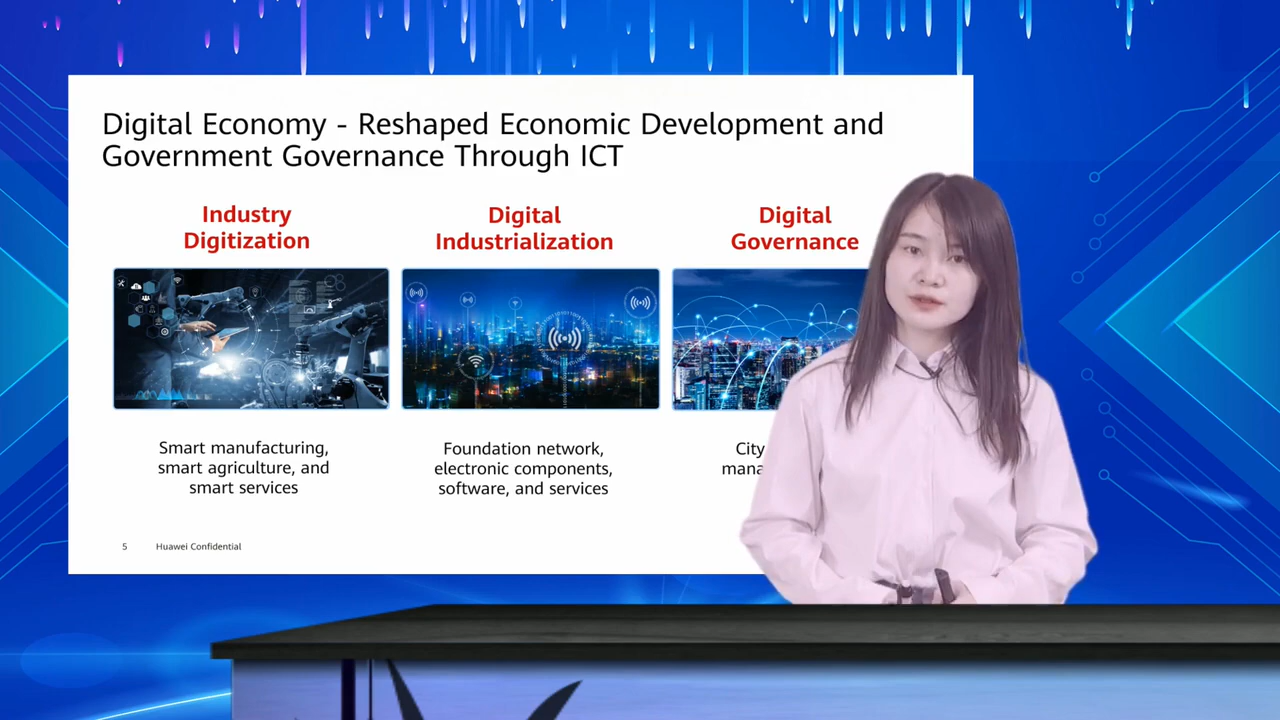 Digital Economy - Reshaped Economic Development and
Government Governance Through ICT
Industry
Digitization
Digital
Industrialization
Digital
Governance
Smart manufacturing,
smart agriculture, and
smart services
Foundation network,
electronic components,
software, and services
City
5 Huawei Confidential